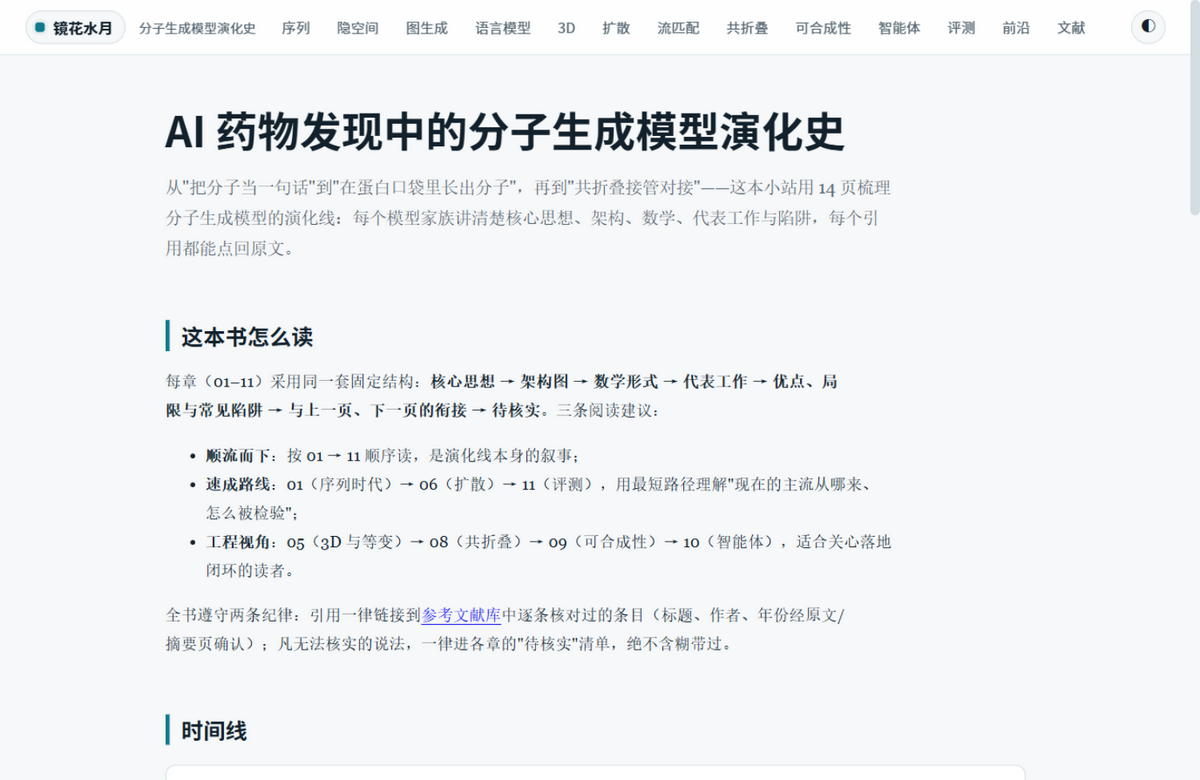 镜花水月 分子生成模型演化史 序列 隐空间 图生成 语言模型 3D 扩散 流匹配 共折叠 可合成性 智能体 评测 前沿 文献
AI 药物发现中的分子生成模型演化史
从"把分子当一句话"到"在蛋白口袋里长出分子"，再到"共折叠接管对接"——这本小站用 14 页梳理
分子生成模型的演化线：每个模型家族讲清楚核心思想、架构、数学、代表工作与陷阱，每个引
用都能点回原文。
这本书怎么读
每章（01–11）采用同一套固定结构：核心思想 → 架构图 → 数学形式 → 代表工作 → 优点、局
限与常见陷阱 → 与上一页、下一页的衔接 → 待核实。三条阅读建议：
• 顺流而下：按 01 → 11 顺序读，是演化线本身的叙事；
• 速成路线：01（序列时代）→ 06（扩散）→ 11（评测），用最短路径理解"现在的主流从哪来、
怎么被检验"；
• 工程视角：05（3D 与等变）→ 08（共折叠）→ 09（可合成性）→ 10（智能体），适合关心落地
闭环的读者。
全书遵守两条纪律：引用一律链接到参考文献库中逐条核对过的条目（标题、作者、年份经原文/
摘要页确认）；凡无法核实的说法，一律进各章的"待核实"清单，绝不含糊带过。
时间线